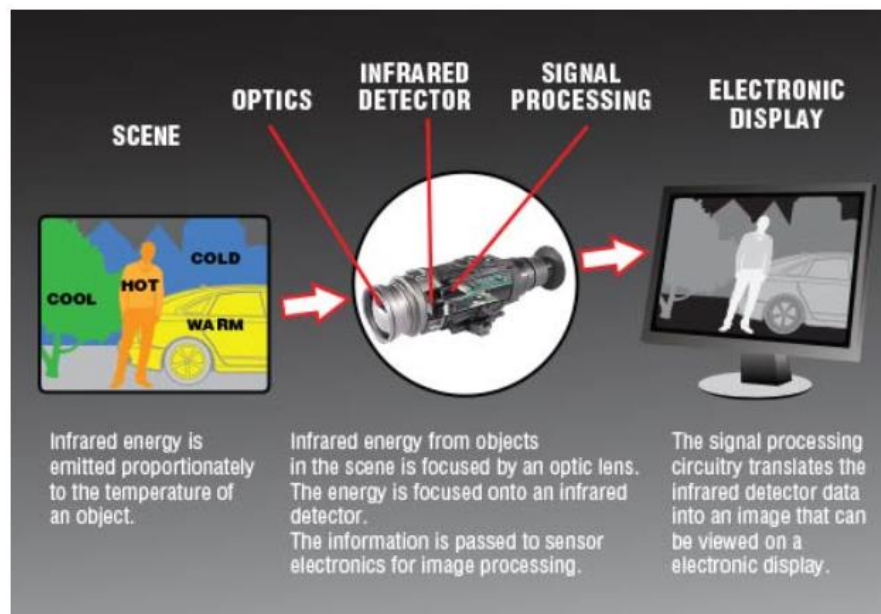 SCENE
OPTICS
INFRARED
DETECTOR
SIGNAL
PROCESSING
ELECTRONIC
DISPLAY
COOL
HOT
COLD
WARM
Infrared energy is
emitted proportionately
to the temperature of
an object.
Infrared energy from objects
in the scene is focused by an optic lens.
The energy is focused onto an infrared
detector.
The information is passed to sensor
electronics for image processing.
The signal processing
circuitry translates the
infrared detector data
into an image that can
be viewed on a
electronic display.